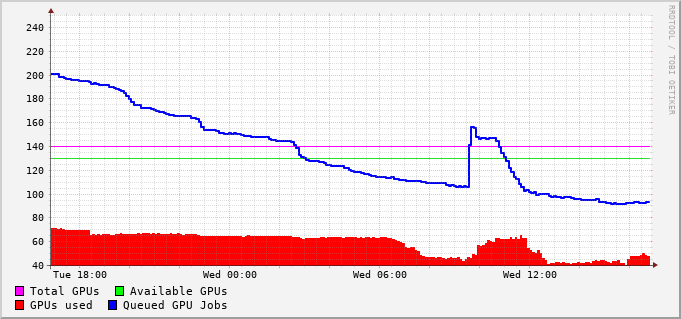 RRDTOOL / TOBI OETIKER
240
220
200
180
160
140
120
100
80
60
40
Tue 18:00 Wed 00:00 Wed 06:00 Wed 12:00
Total GPUs Available GPUs
GPUs used Queued GPU Jobs